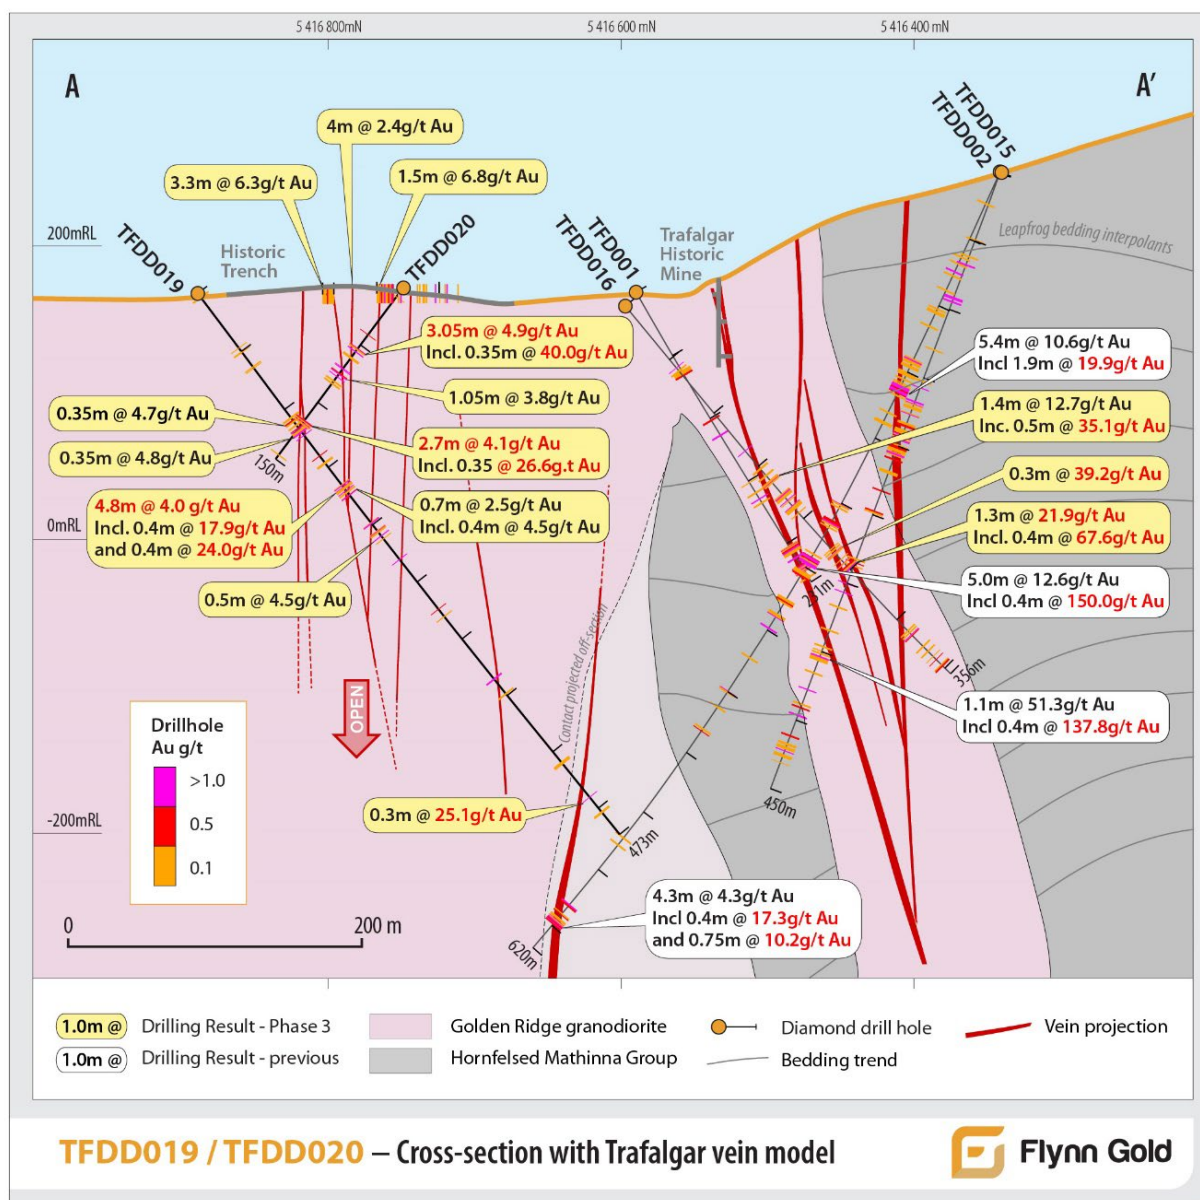 5 416 800mN
5 416 600 mN
5 416 400 mN
A
A'
4m @ 2.4g/t Au
3.3m @ 6.3g/t Au
1.5m @ 6.8g/t Au
TFDD019
TFDD020
TFD001
TFDD016
TFDD015
TFDD002
200mRL
Historic
Trench
Trafalgar
Historic
Mine
Leapfrog bedding interpolants
3.05m @ 4.9g/t Au
Incl. 0.35m @ 40.0g/t Au
5.4m @ 10.6g/t Au
Incl 1.9m @ 19.9g/t Au
1.05m @ 3.8g/t Au
1.4m @ 12.7g/t Au
Inc. 0.5m @ 35.1g/t Au
0.35m @ 4.7g/t Au
0.35m @ 4.8g/t Au
2.7m @ 4.1g/t Au
Incl. 0.35 @ 26.6g.t Au
0.3m @ 39.2g/t Au
150m
4.8m @ 4.0 g/t Au
Incl. 0.4m @ 17.9g/t Au
and 0.4m @ 24.0g/t Au
0.7m @ 2.5g/t Au
Incl. 0.4m @ 4.5g/t Au
1.3m @ 21.9g/t Au
Incl. 0.4m @ 67.6g/t Au
0mRL
0.5m @ 4.5g/t Au
5.0m @ 12.6g/t Au
Incl 0.4m @ 150.0g/t Au
231m
356m
Contact projected off-section
OPEN
1.1m @ 51.3g/t Au
Incl 0.4m @ 137.8g/t Au
Drillhole
Au g/t
>1.0
0.5
0.1
450m
0.3m @ 25.1g/t Au
-200mRL
473m
4.3m @ 4.3g/t Au
Incl 0.4m @ 17.3g/t Au
and 0.75m @ 10.2g/t Au
620m
0
200 m
1.0m @
Drilling Result - Phase 3
Golden Ridge granodiorite
Diamond drill hole
Vein projection
1.0m @
Drilling Result - previous
Hornfelsed Mathinna Group
Bedding trend
TFDD019 / TFDD020 – Cross-section with Trafalgar vein model
Flynn Gold